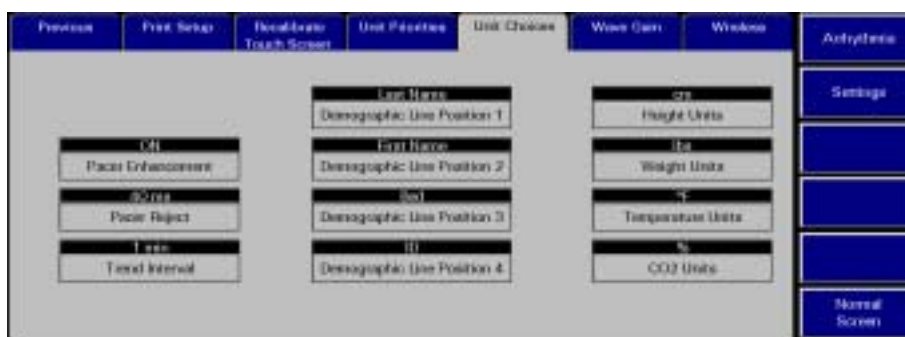 Previous
Print Setup
Recalibrate
Touch Screen
Unit Priorities
Unit Choices
Wave Gain
Wireless
Arrhythmia
Settings
Last Name
Demographic Line Position 1
cm
Height Units
ON
Pacer Enhancement
First Name
Demographic Line Position 2
lbs
Weight Units
40 ms
Pacer Reject
Bed
Demographic Line Position 3
°F
Temperature Units
1 min
Trend Interval
ID
Demographic Line Position 4
%
CO2 Units
Normal
Screen